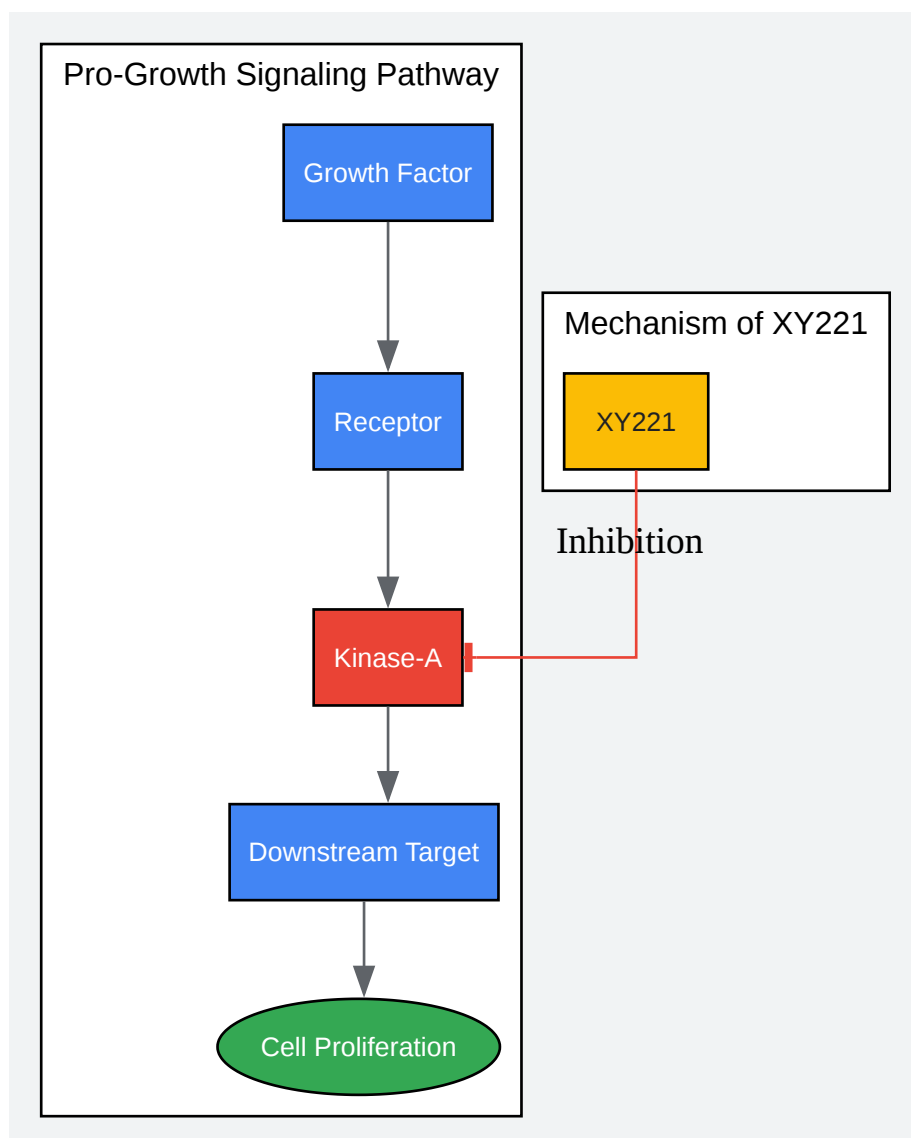 Pro-Growth Signaling Pathway
Growth Factor
Mechanism of XY221
Receptor
XY221
Inhibition
Kinase-A
Downstream Target
Cell Proliferation